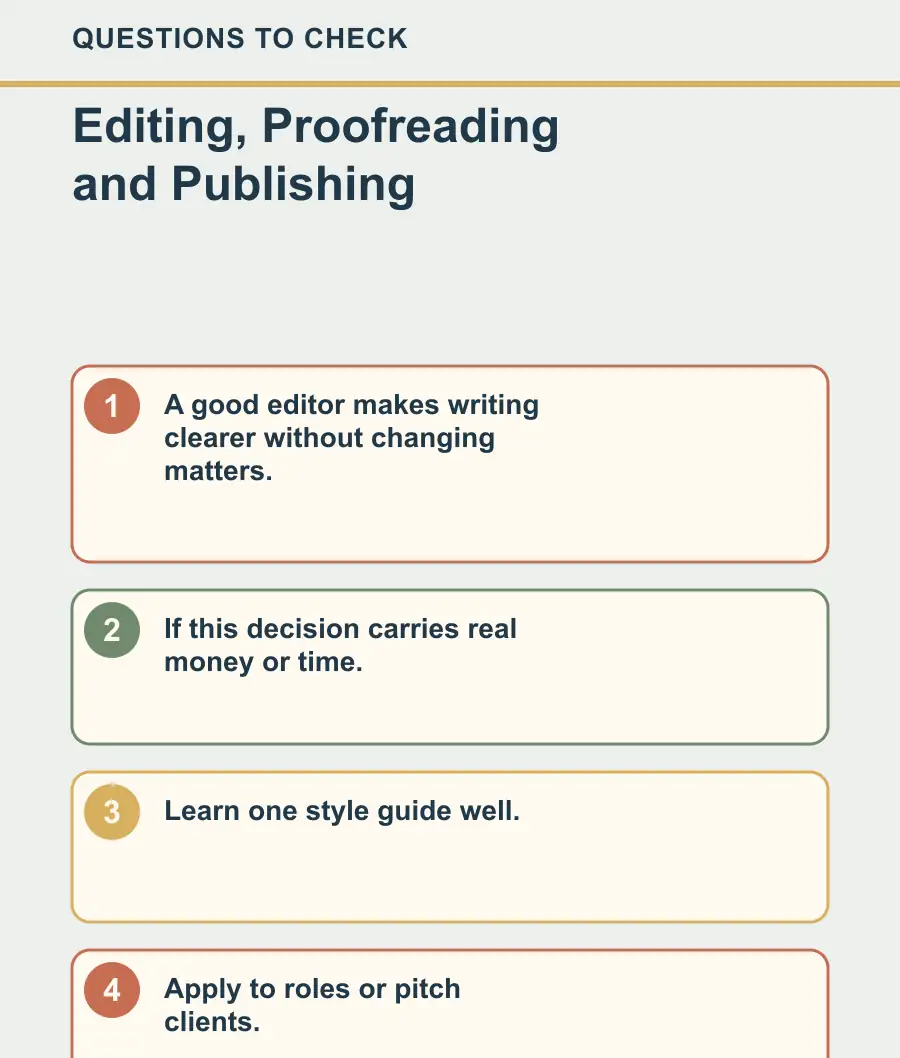 QUESTIONS TO CHECK
Editing, Proofreading
and Publishing
1
A good editor makes writing
clearer without changing
matters.
2
If this decision carries real
money or time.
3
Learn one style guide well.
4
Apply to roles or pitch
clients.